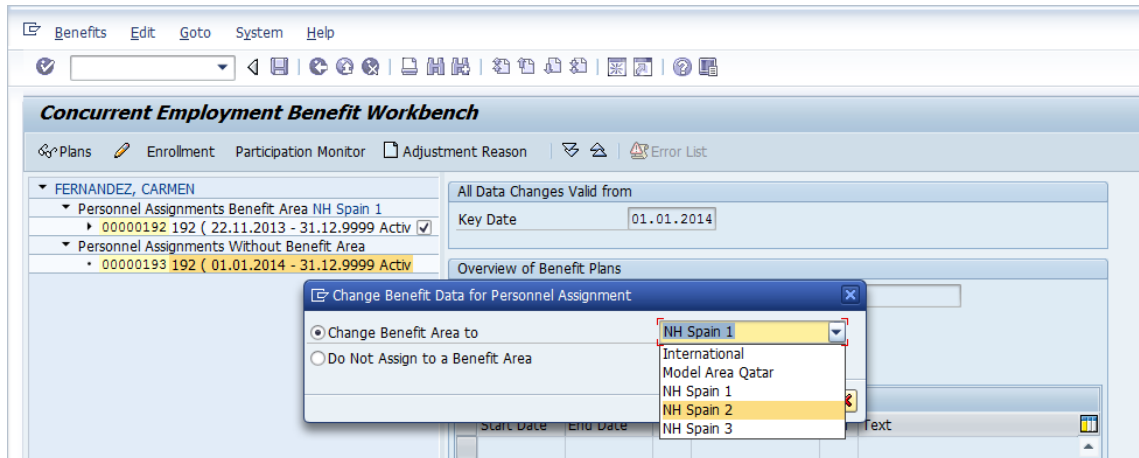 Benefits Edit Goto System Help
Concurrent Employment Benefit Workbench
Plans Enrollment Participation Monitor Adjustment Reason Error List
FERNANDEZ, CARMEN
Personnel Assignments Benefit Area NH Spain 1
00000192 192 ( 22.11.2013 - 31.12.9999 Activ
Personnel Assignments Without Benefit Area
00000193 192 ( 01.01.2014 - 31.12.9999 Activ
All Data Changes Valid from
Key Date 01.01.2014
Overview of Benefit Plans
Change Benefit Data for Personnel Assignment
Change Benefit Area to NH Spain 1
Do Not Assign to a Benefit Area
International
Model Area Qatar
NH Spain 1
NH Spain 2
NH Spain 3
Start Date End Date Text